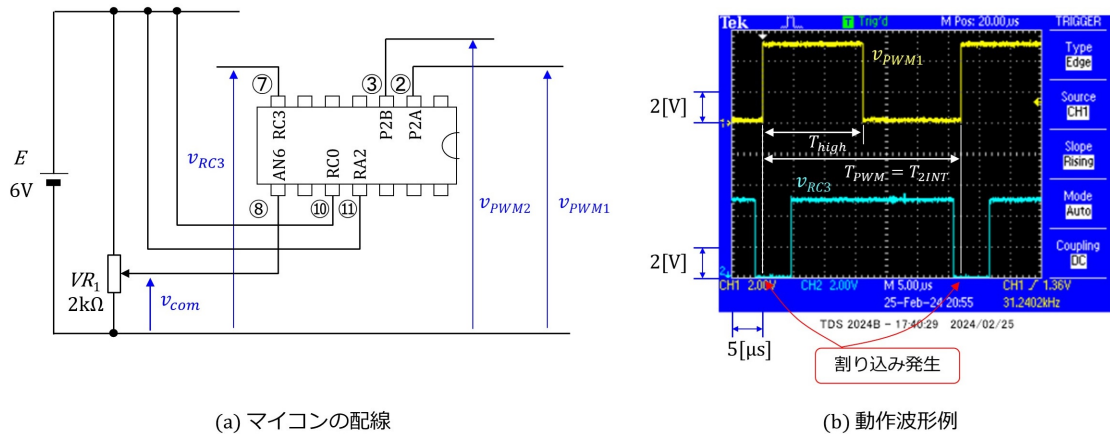 E
6V
VR₁
2kΩ
v_com
v_RC3
⑦
③
②
RC3
P2B
P2A
AN6
RC0
RA2
⑧
⑩
⑪
v_PWM2
v_PWM1
(a) マイコンの配線
Tek
T Trig'd
M Pos: 20.00µs
TRIGGER
Type
Edge
Source
CH1
Slope
Rising
Mode
Auto
Coupling
DC
v_PWM1
2[V]
1
T_high
T_PWM = T_2INT
v_RC3
2[V]
2
CH1 2.00V
CH2 2.00V
M 5.00µs
CH1 ／ 1.36V
25-Feb-24 20:55
31.2402kHz
TDS 2024B - 17:40:29 2024/02/25
5[μs]
割り込み発生
(b) 動作波形例